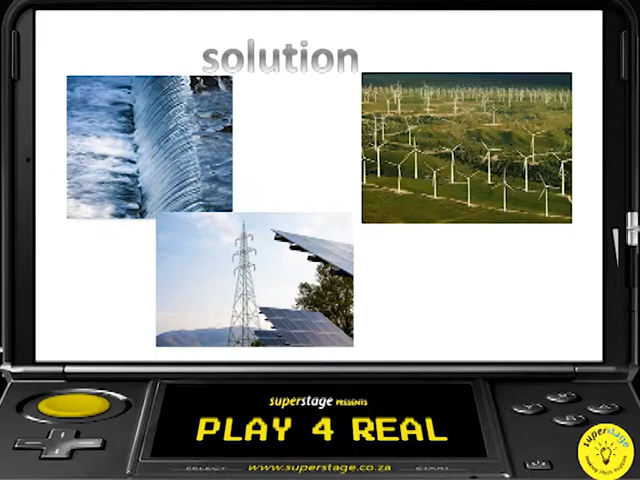 solution
superstage PRESENTS
PLAY 4 REAL
SELECT
www.superstage.co.za
START
superstage